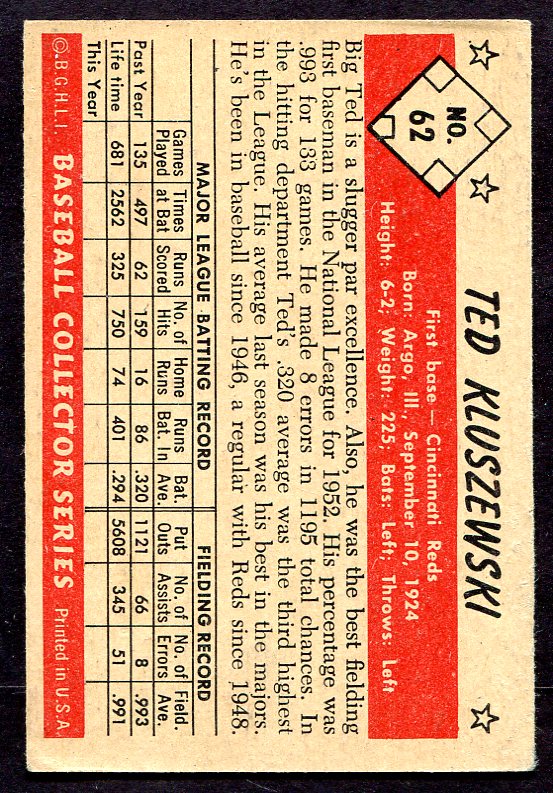 NO.
62
TED KLUSZEWSKI
First base — Cincinnati Reds
Born: Argo, Ill., September 10, 1924
Height: 6-2; Weight: 225; Bats: Left; Throws: Left
Big Ted is a slugger par excellence. Also, he was the best fielding
first baseman in the National League for 1952. His percentage was
.993 for 133 games. He made 8 errors in 1195 total chances. In
the hitting department Ted's .320 average was the third highest
in the League. His average last season was his best in the majors.
He's been in baseball since 1946, a regular with Reds since 1948.
MAJOR LEAGUE BATTING RECORD FIELDING RECORD
Games Times Runs No. of Home Runs Bat. Put No. of No. of Field.
Played at Bat Scored Hits Runs Bat. In Ave. Outs Assists Errors Ave.
Past Year 135 497 62 159 16 86 .320 1121 66 8 .993
Life time 681 2562 325 750 74 401 .294 5608 345 51 .991
This Year
©.B.G.H.L.I. BASEBALL COLLECTOR SERIES Printed in U.S.A.